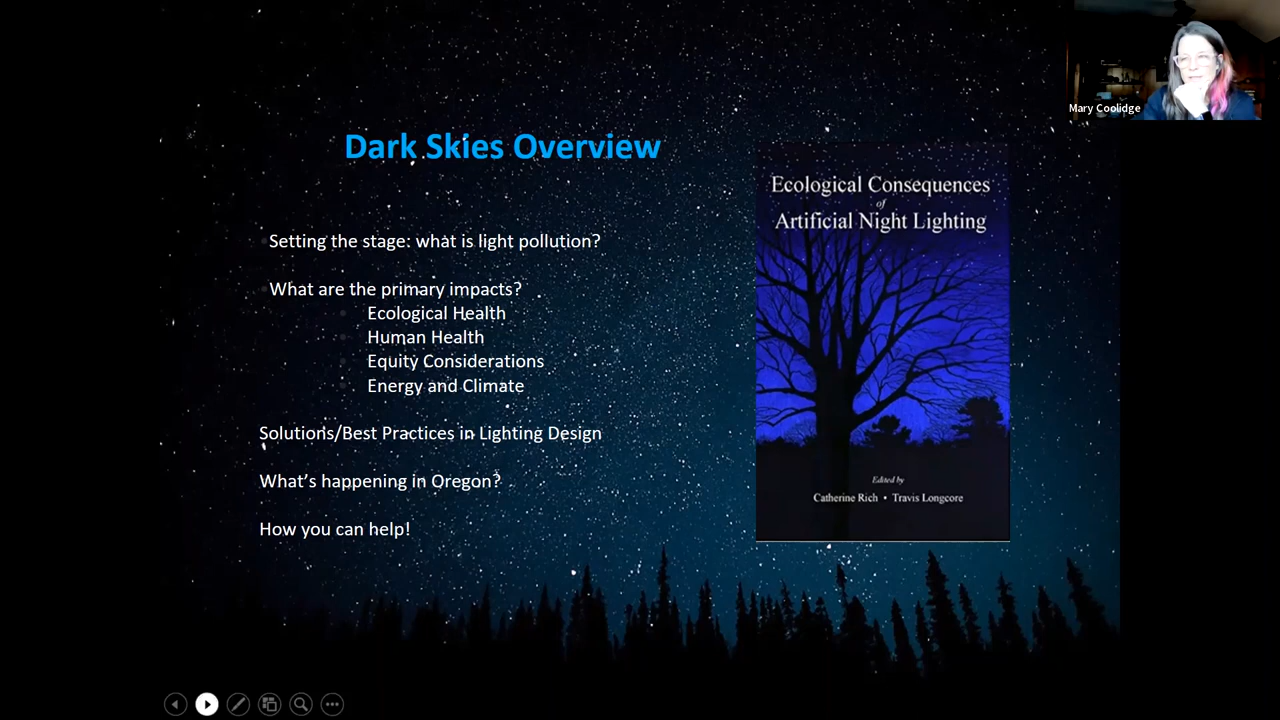 Mary Coolidge
Dark Skies Overview
Setting the stage: what is light pollution?
What are the primary impacts?
Ecological Health
Human Health
Equity Considerations
Energy and Climate
Solutions/Best Practices in Lighting Design
What’s happening in Oregon?
How you can help!
Ecological Consequences
of
Artificial Night Lighting
Edited by
Catherine Rich • Travis Longcore